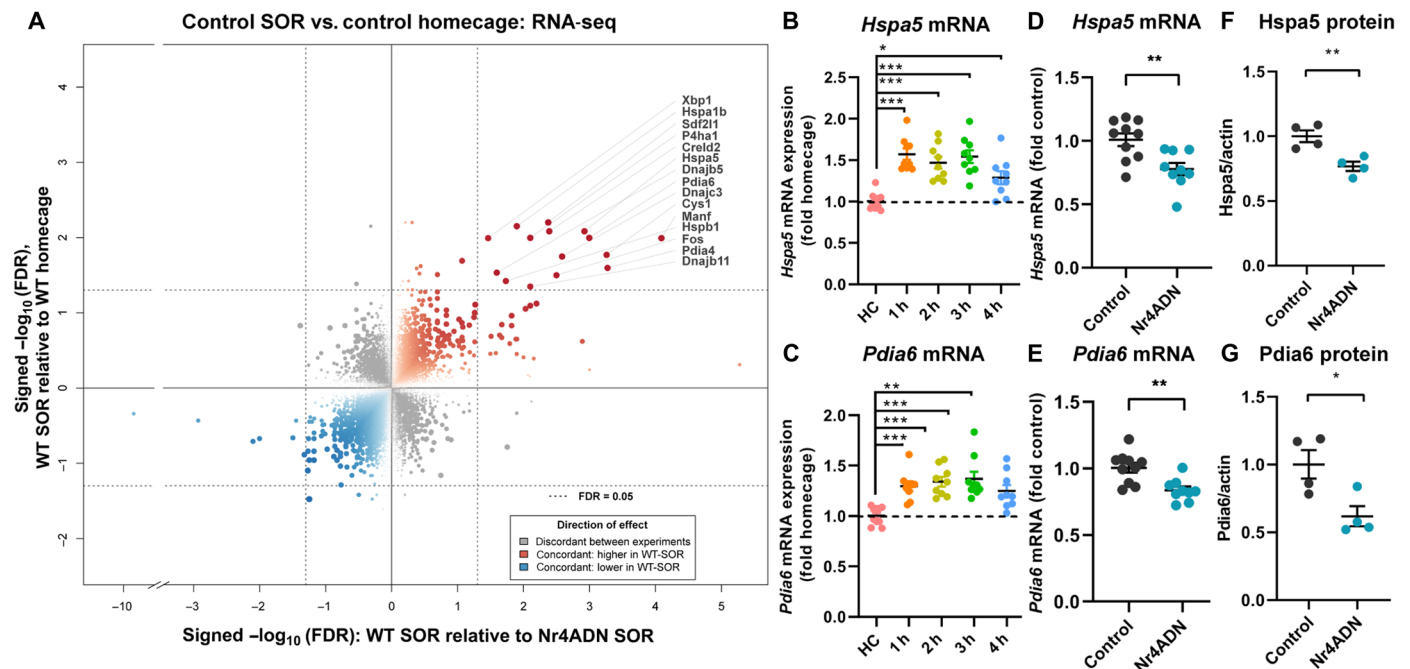 A
Control SOR vs. control homecage: RNA-seq
Signed –log10 (FDR),
WT SOR relative to WT homecage
4
3
2
1
0
−1
−2
Xbp1
Hspa1b
Sdf2l1
P4ha1
Creld2
Hspa5
Dnajb5
Pdia6
Dnajc3
Cys1
Manf
Hspb1
Fos
Pdia4
Dnajb11
FDR = 0.05
Direction of effect
Discordant between experiments
Concordant: higher in WT-SOR
Concordant: lower in WT-SOR
−10
−2
−1
0
1
2
3
4
5
Signed –log10 (FDR): WT SOR relative to Nr4ADN SOR
B
Hspa5 mRNA
*
***
***
***
Hspa5 mRNA expression
(fold homecage)
2.5
2.0
1.5
1.0
0.5
0.0
HC
1 h
2 h
3 h
4 h
C
Pdia6 mRNA
**
***
***
***
Pdia6 mRNA expression
(fold homecage)
2.0
1.5
1.0
0.5
0.0
HC
1 h
2 h
3 h
4 h
D
Hspa5 mRNA
**
Hspa5 mRNA (fold control)
1.5
1.0
0.5
0.0
Control
Nr4ADN
E
Pdia6 mRNA
**
Pdia6 mRNA (fold control)
1.5
1.0
0.5
0.0
Control
Nr4ADN
F
Hspa5 protein
**
Hspa5/actin
1.5
1.0
0.5
0.0
Control
Nr4ADN
G
Pdia6 protein
*
Pdia6/actin
1.5
1.0
0.5
0.0
Control
Nr4ADN